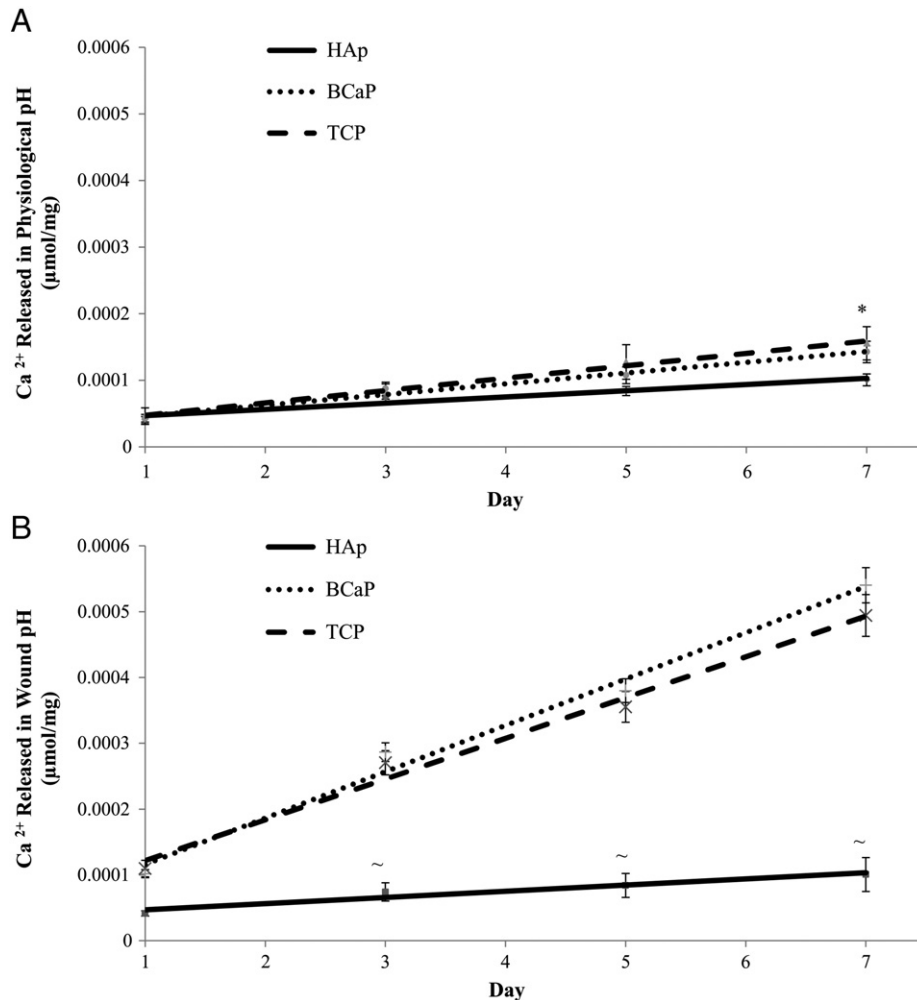 A
Ca 2+ Released in Physiological pH
(μmol/mg)
0.0006
0.0005
0.0004
0.0003
0.0002
0.0001
0
HAp
BCaP
TCP
*
1 2 3 4 5 6 7
Day
B
Ca 2+ Released in Wound pH
(μmol/mg)
0.0006
0.0005
0.0004
0.0003
0.0002
0.0001
0
HAp
BCaP
TCP
~ ~ ~
1 2 3 4 5 6 7
Day